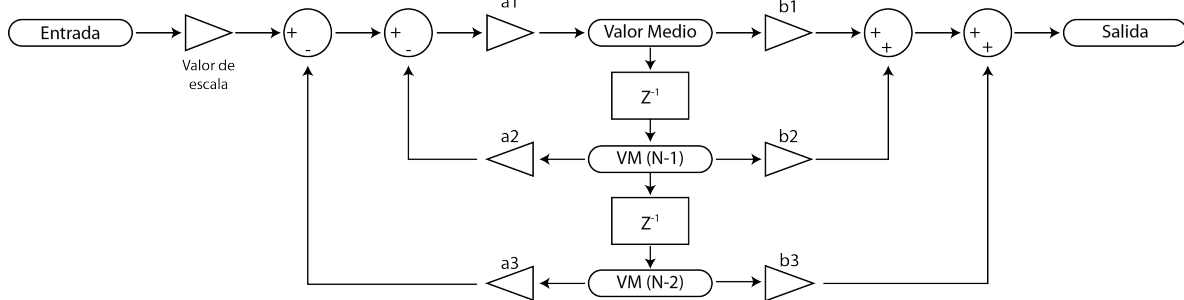 a1
b1
Entrada
+
-
+
-
Valor Medio
+
+
+
+
Salida
Valor de
escala
Z-1
a2
b2
VM (N-1)
Z-1
a3
b3
VM (N-2)